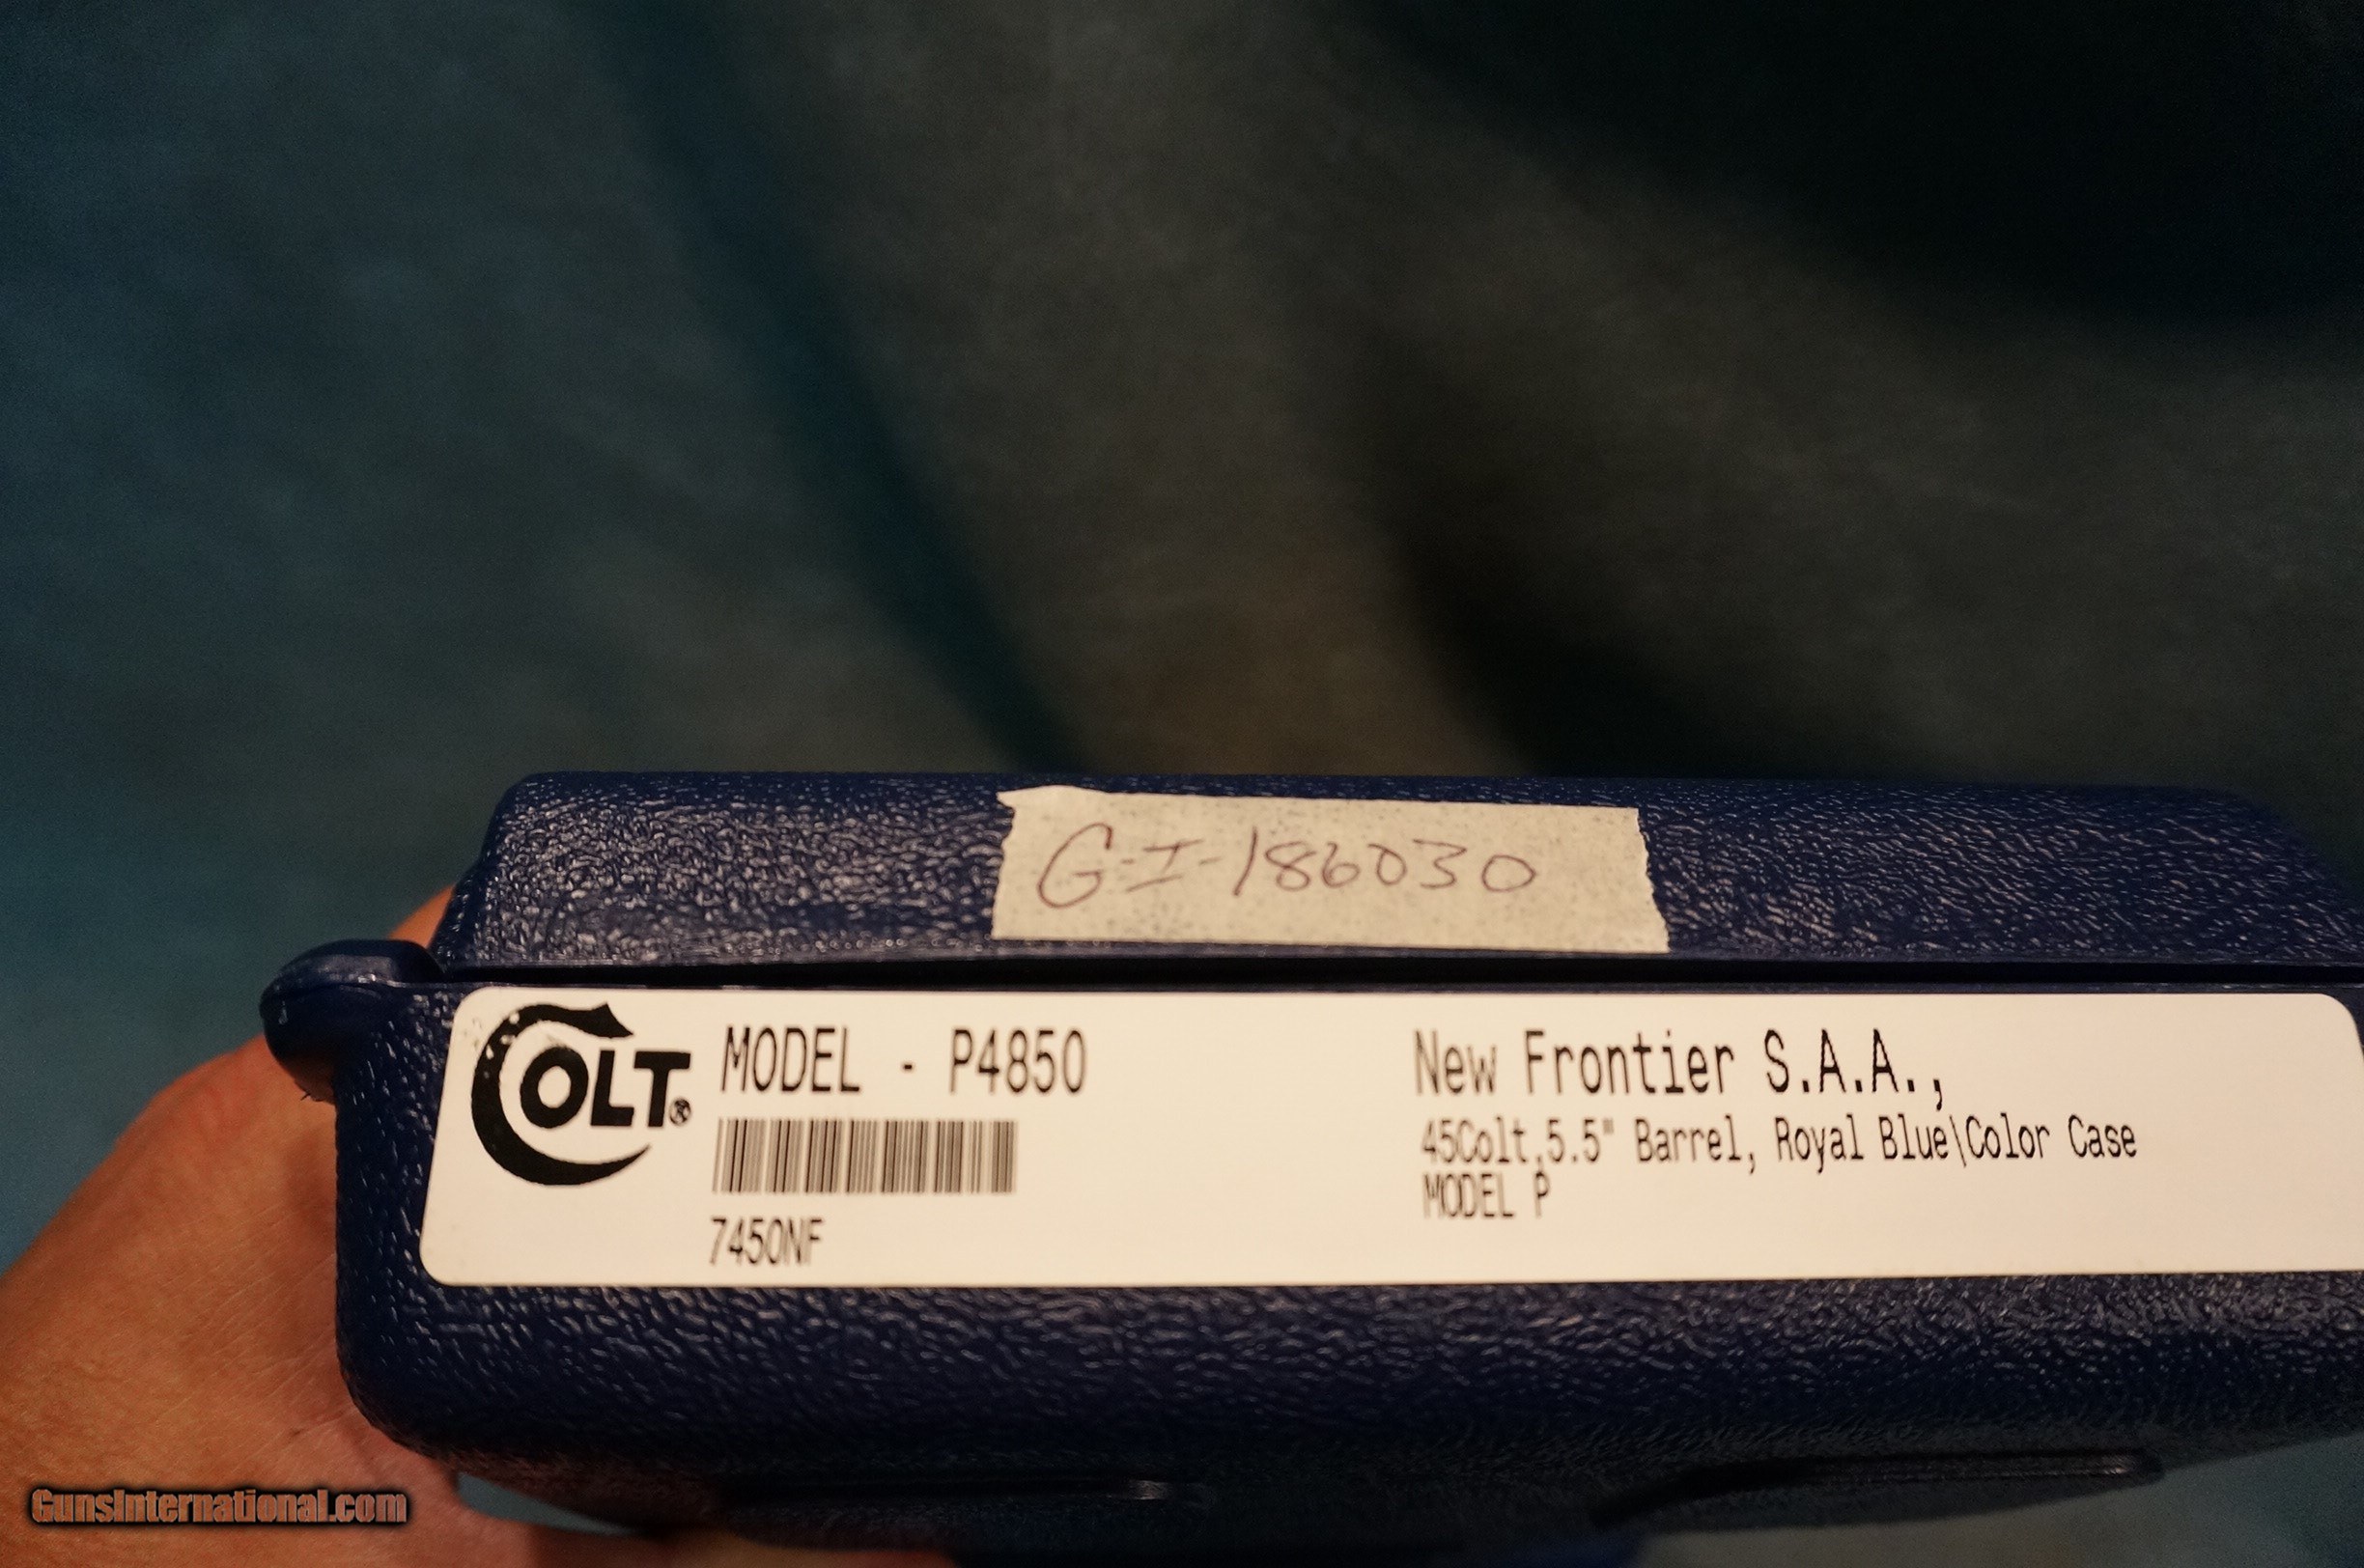 G-I-186030
COLT®
MODEL - P4850
7450NF
New Frontier S.A.A.,
45Colt,5.5" Barrel, Royal Blue\Color Case
MODEL P
GunsInternational.com